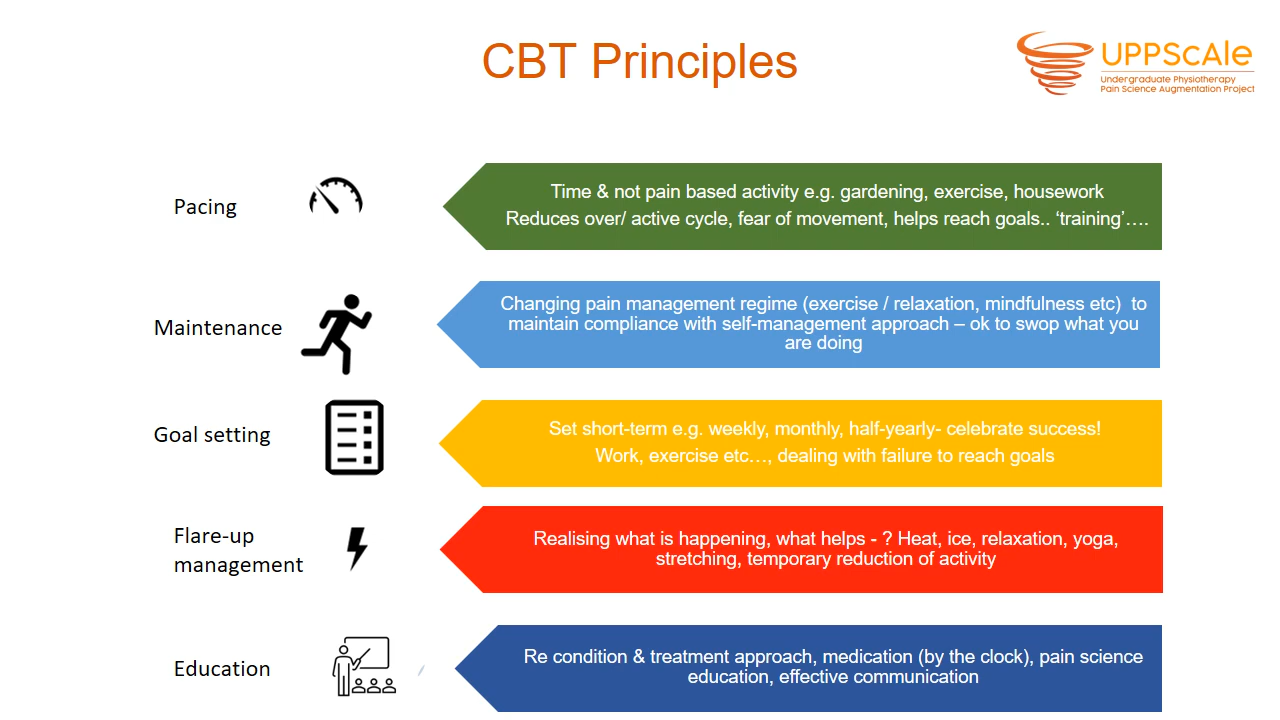 CBT Principles
UPPScAle
Undergraduate Physiotherapy
Pain Science Augmentation Project
Pacing
Time & not pain based activity e.g. gardening, exercise, housework
Reduces over/ active cycle, fear of movement, helps reach goals.. ‘training’….
Maintenance
Changing pain management regime (exercise / relaxation, mindfulness etc)  to
maintain compliance with self-management approach – ok to swop what you
are doing
Goal setting
Set short-term e.g. weekly, monthly, half-yearly- celebrate success!
Work, exercise etc…, dealing with failure to reach goals
Flare-up
management
Realising what is happening, what helps - ? Heat, ice, relaxation, yoga,
stretching, temporary reduction of activity
Education
Re condition & treatment approach, medication (by the clock), pain science
education, effective communication